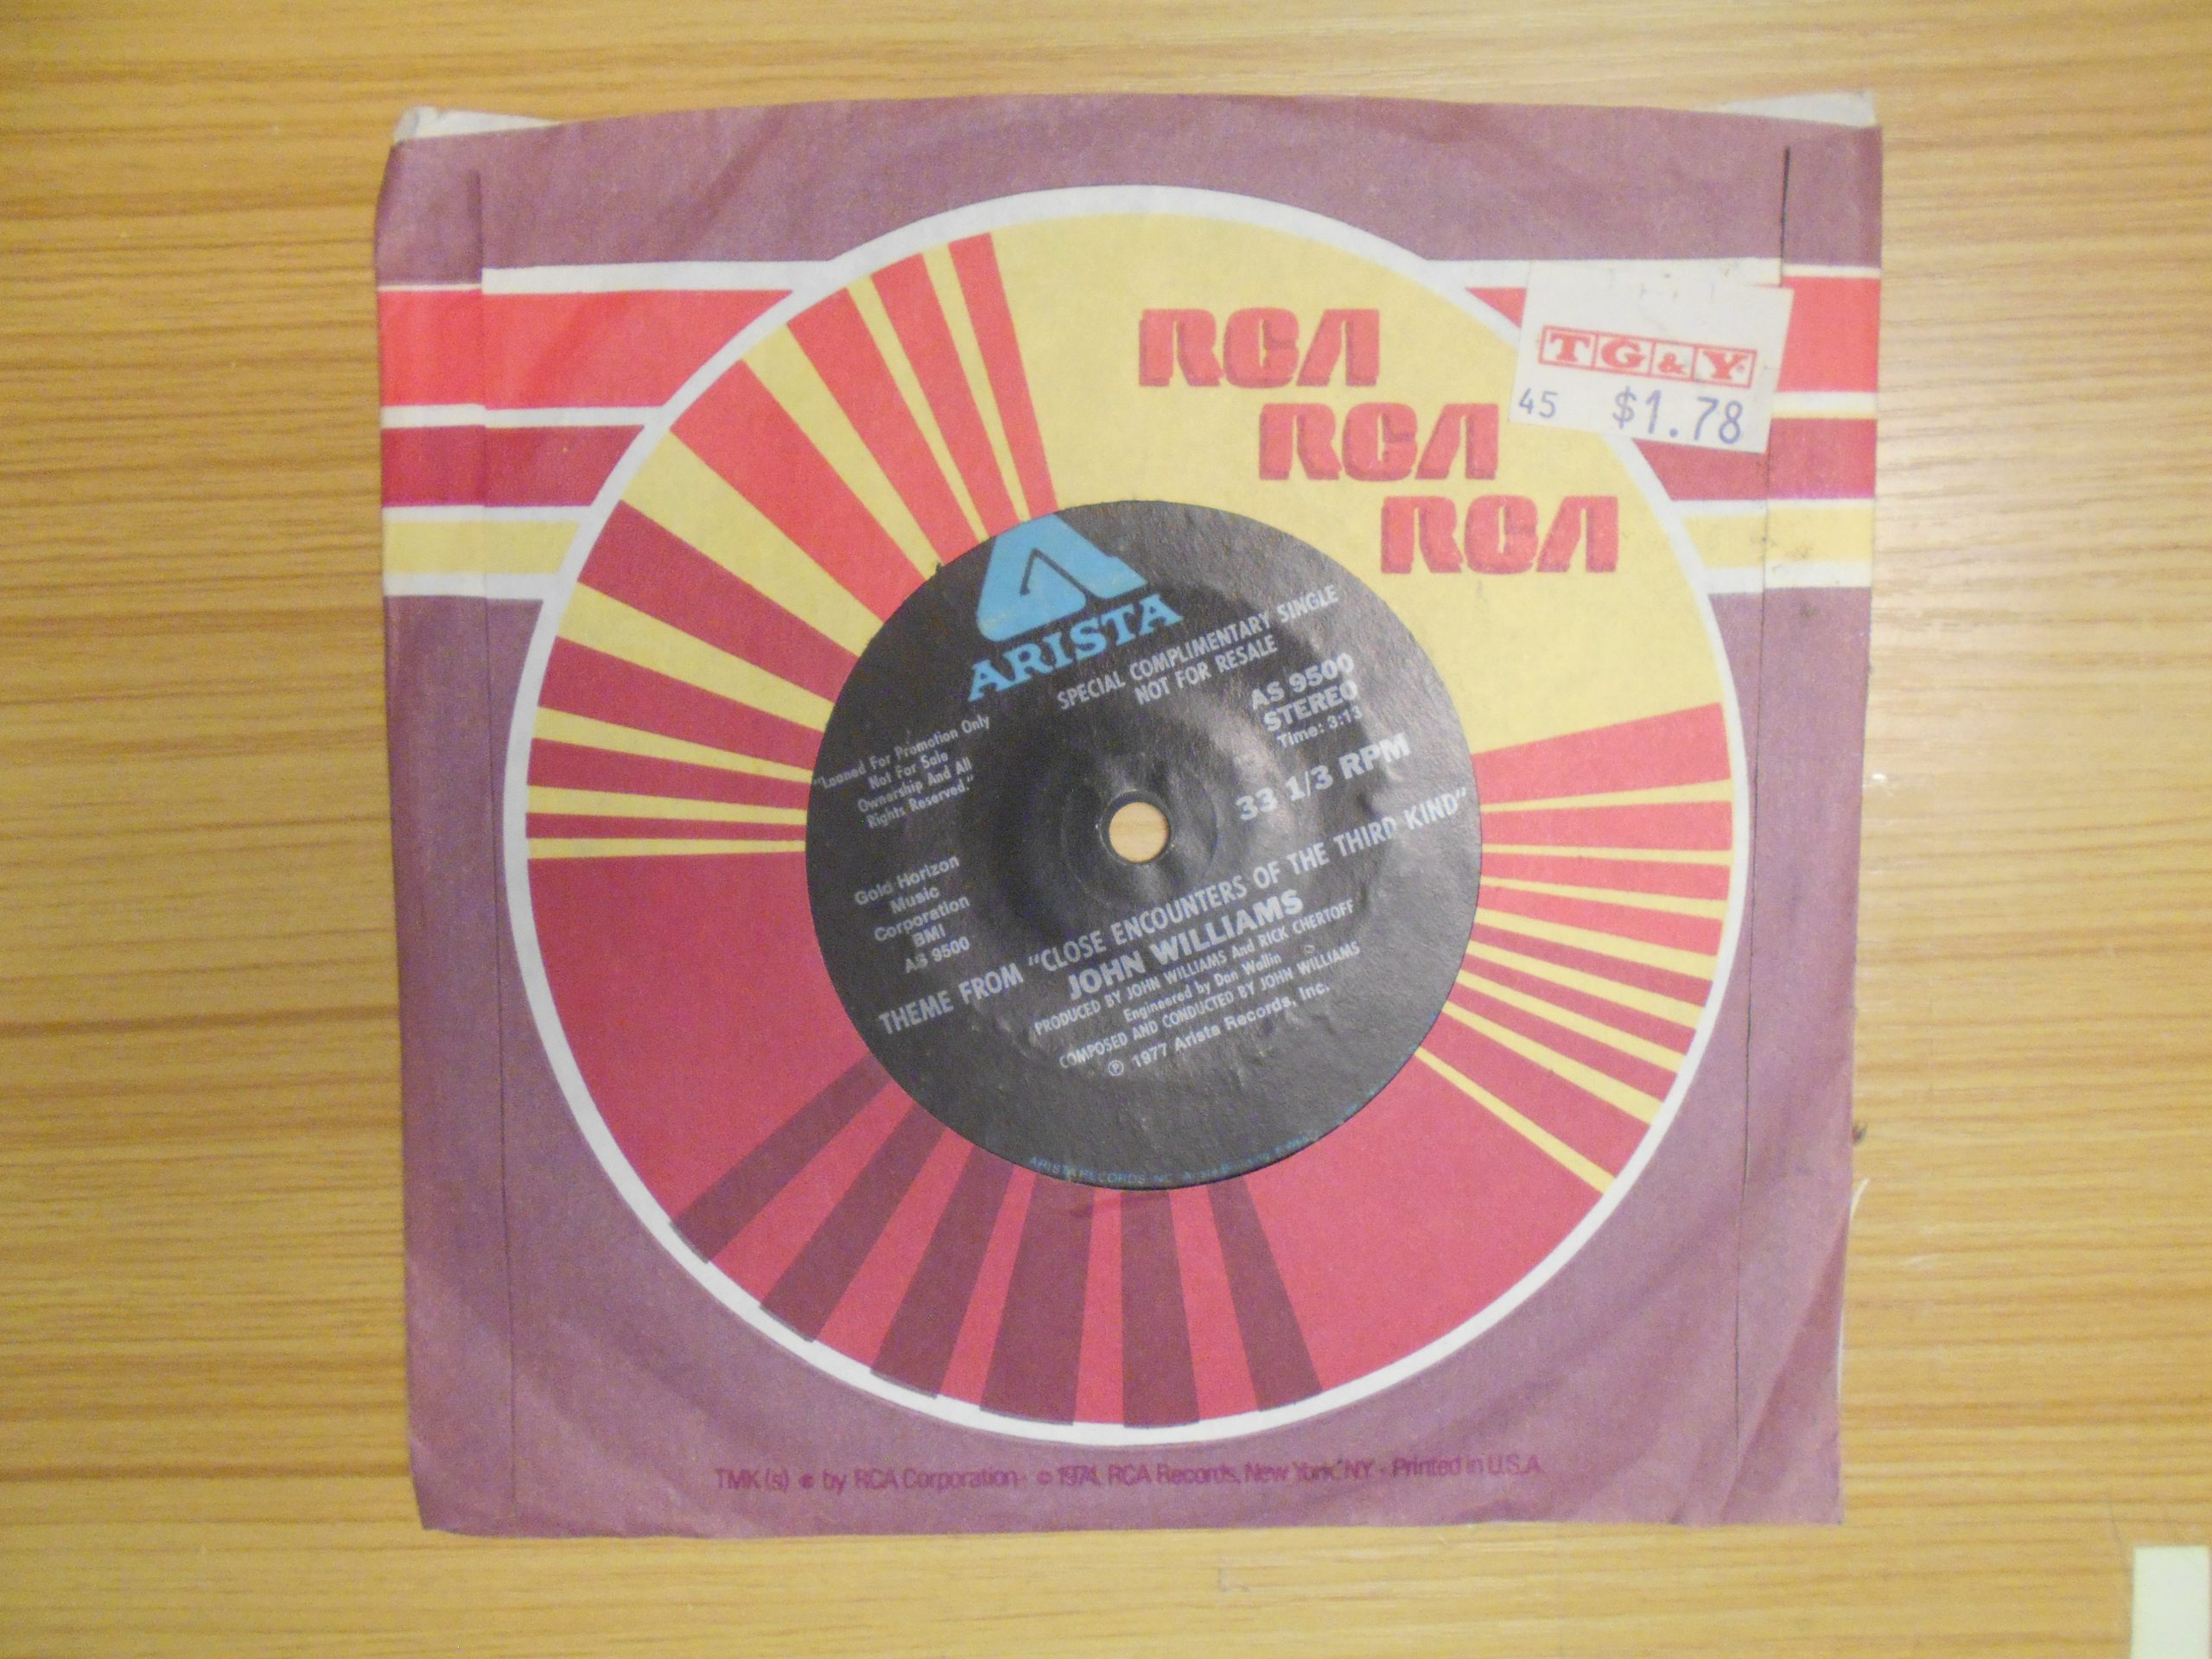 RCA
RCA
RCA
TG&Y
45 $1.78
ARISTA
SPECIAL COMPLIMENTARY SINGLE
NOT FOR RESALE
AS 9500
STEREO
Time: 3:13
33 1/3 RPM
"Loaned For Promotion Only
Not For Sale
Ownership And All
Rights Reserved."
Gold Horizon
Music
Corporation
BMI
AS 9500
THEME FROM "CLOSE ENCOUNTERS OF THE THIRD KIND"
JOHN WILLIAMS
PRODUCED BY JOHN WILLIAMS And RICK CHERTOFF
Engineered by Dan Wallin
COMPOSED AND CONDUCTED BY JOHN WILLIAMS
℗ 1977 Arista Records, Inc.
ARISTA RECORDS, INC.
TMK(s) ® by RCA Corporation · © 1974, RCA Records, New York, NY · Printed in U.S.A.